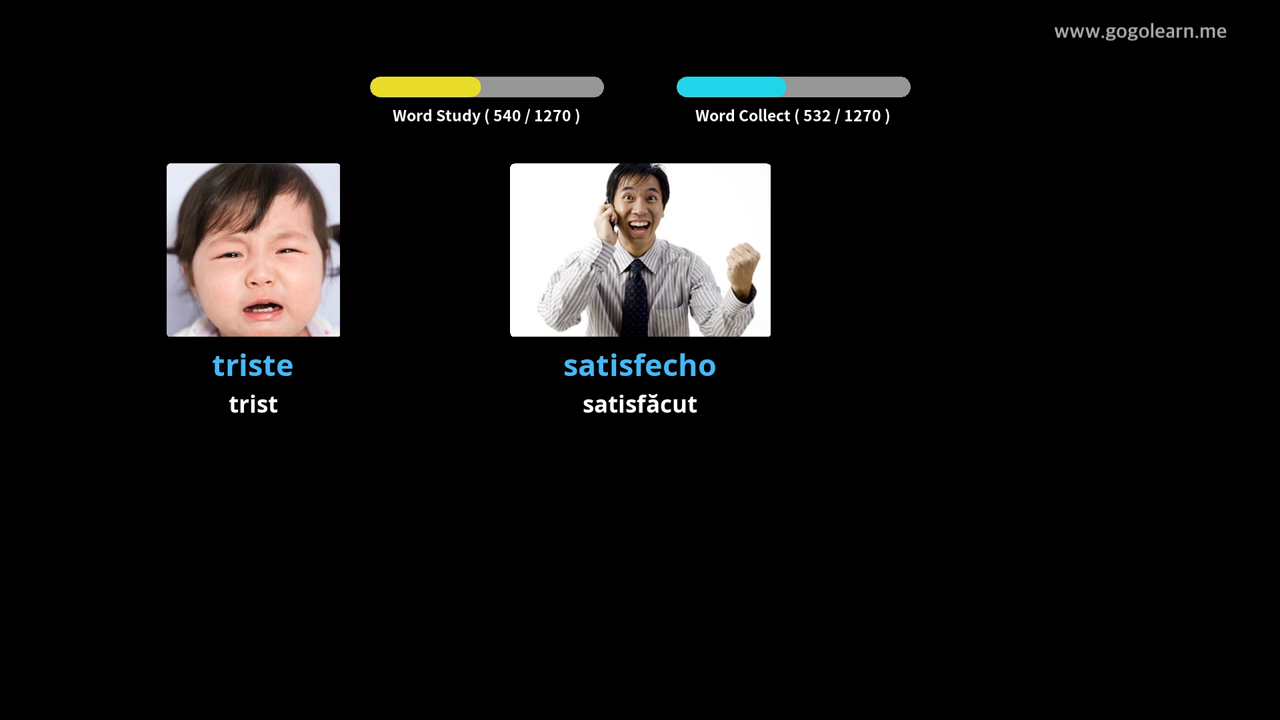 www.gogolearn.me
Word Study ( 540 / 1270 )
Word Collect ( 532 / 1270 )
triste
trist
satisfecho
satisfăcut